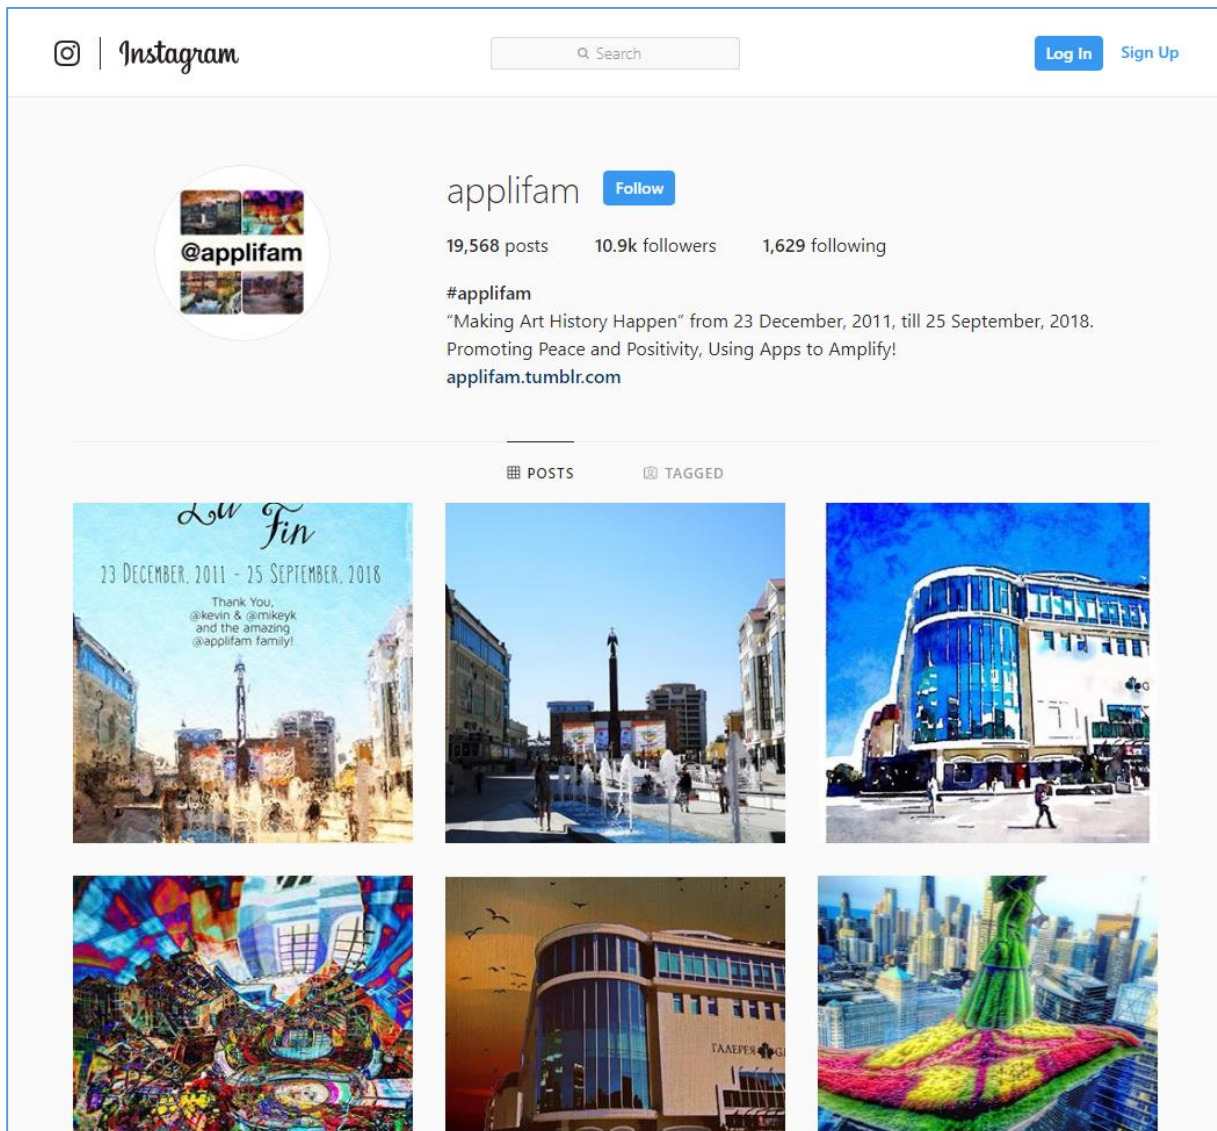 Instagram
Search
Log In
Sign Up
@applifam
applifam
Follow
19,568 posts 10.9k followers 1,629 following
#applifam
"Making Art History Happen" from 23 December, 2011, till 25 September, 2018.
Promoting Peace and Positivity, Using Apps to Amplify!
applifam.tumblr.com
POSTS
TAGGED
La Fin
23 DECEMBER, 2011 - 25 SEPTEMBER, 2018
Thank You,
@kevin & @mikeyk
and the amazing
@applifam family!
G
ГАЛЕРЕЯ GA